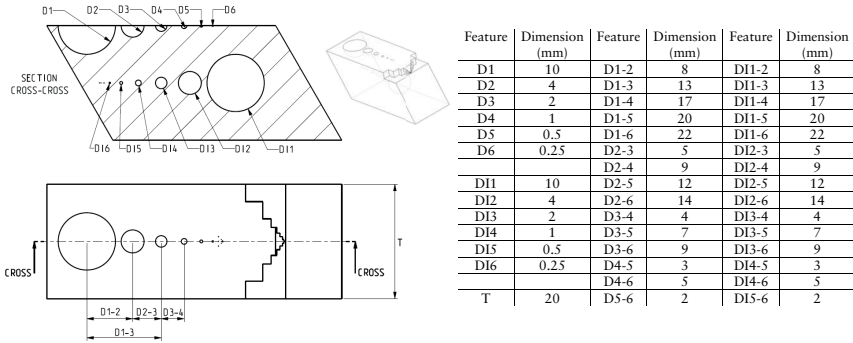 D1
D2
D3
D4
D5
D6
SECTION
CROSS-CROSS
DI6
DI5
DI4
DI3
DI2
DI1
CROSS
CROSS
T
D1-2
D2-3
D3-4
D1-3
Feature Dimension (mm) Feature Dimension (mm) Feature Dimension (mm)
D1 10 D1-2 8 DI1-2 8
D2 4 D1-3 13 DI1-3 13
D3 2 D1-4 17 DI1-4 17
D4 1 D1-5 20 DI1-5 20
D5 0.5 D1-6 22 DI1-6 22
D6 0.25 D2-3 5 DI2-3 5
D2-4 9 DI2-4 9
DI1 10 D2-5 12 DI2-5 12
DI2 4 D2-6 14 DI2-6 14
DI3 2 D3-4 4 DI3-4 4
DI4 1 D3-5 7 DI3-5 7
DI5 0.5 D3-6 9 DI3-6 9
DI6 0.25 D4-5 3 DI4-5 3
D4-6 5 DI4-6 5
T 20 D5-6 2 DI5-6 2